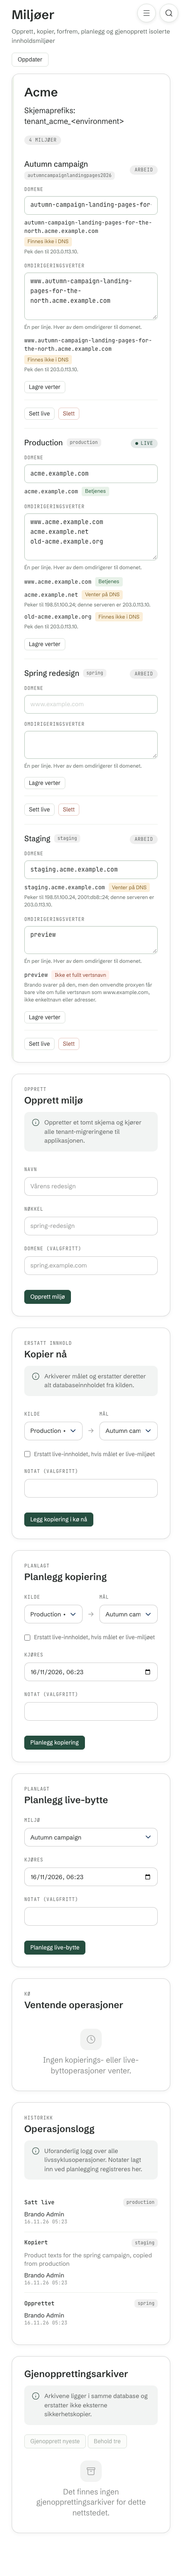 Miljøer
Opprett, kopier, forfrem, planlegg og gjenopprett isolerte
innholdsmiljøer
Oppdater
Acme
Skjemaprefiks:
tenant_acme_<environment>
4 MILJØER
Autumn campaign
autumncampaignlandingpages2026
ARBEID
DOMENE
autumn-campaign-landing-pages-for
autumn-campaign-landing-pages-for-the-
north.acme.example.com
Finnes ikke i DNS
Pek den til 203.0.113.10.
OMDIRIGERINGSVERTER
www.autumn-campaign-landing-
pages-for-the-
north.acme.example.com
Én per linje. Hver av dem omdirigerer til domenet.
www.autumn-campaign-landing-pages-for-
the-north.acme.example.com
Finnes ikke i DNS
Pek den til 203.0.113.10.
Lagre verter
Sett live
Slett
Production
production
LIVE
DOMENE
acme.example.com
acme.example.com
Betjenes
OMDIRIGERINGSVERTER
www.acme.example.com
acme.example.net
old-acme.example.org
Én per linje. Hver av dem omdirigerer til domenet.
www.acme.example.com
Betjenes
acme.example.net
Venter på DNS
Peker til 198.51.100.24, denne serveren er 203.0.113.10.
old-acme.example.org
Finnes ikke i DNS
Pek den til 203.0.113.10.
Lagre verter
Spring redesign
spring
ARBEID
DOMENE
www.example.com
OMDIRIGERINGSVERTER
Én per linje. Hver av dem omdirigerer til domenet.
Lagre verter
Sett live
Slett
Staging
staging
ARBEID
DOMENE
staging.acme.example.com
staging.acme.example.com
Venter på DNS
Peker til 198.51.100.24, 2001:db8::24; denne serveren er
203.0.113.10.
OMDIRIGERINGSVERTER
preview
Én per linje. Hver av dem omdirigerer til domenet.
preview
Ikke et fullt vertsnavn
Brando svarer på den, men den omvendte proxyen får
bare vite om fulle vertsnavn som www.example.com,
ikke enkeltnavn eller adresser.
Lagre verter
Sett live
Slett
OPPRETT
Opprett miljø
Oppretter et tomt skjema og kjører
alle tenant-migreringene til
applikasjonen.
NAVN
Vårens redesign
NØKKEL
spring-redesign
DOMENE (VALGFRITT)
spring.example.com
Opprett miljø
ERSTATT INNHOLD
Kopier nå
Arkiverer målet og erstatter deretter
alt databaseinnholdet fra kilden.
KILDE
MÅL
Production •
→
Autumn cam
Erstatt live-innholdet, hvis målet er live-miljøet
NOTAT (VALGFRITT)
Legg kopiering i kø nå
PLANLAGT
Planlegg kopiering
KILDE
MÅL
Production •
→
Autumn cam
Erstatt live-innholdet, hvis målet er live-miljøet
KJØRES
16/11/2026, 06:23
NOTAT (VALGFRITT)
Planlegg kopiering
PLANLAGT
Planlegg live-bytte
MILJØ
Autumn campaign
KJØRES
16/11/2026, 06:23
NOTAT (VALGFRITT)
Planlegg live-bytte
KØ
Ventende operasjoner
Ingen kopierings- eller live-
byttoperasjoner venter.
HISTORIKK
Operasjonslogg
Uforanderlig logg over alle
livssyklusoperasjoner. Notater lagt
inn ved planlegging registreres her.
Satt live
production
Brando Admin
16.11.26 05:23
Kopiert
staging
Product texts for the spring campaign, copied
from production
Brando Admin
16.11.26 05:23
Opprettet
spring
Brando Admin
16.11.26 05:23
Gjenopprettingsarkiver
Arkivene ligger i samme database og
erstatter ikke eksterne
sikkerhetskopier.
Gjenopprett nyeste
Behold tre
Det finnes ingen
gjenopprettingsarkiver for dette
nettstedet.